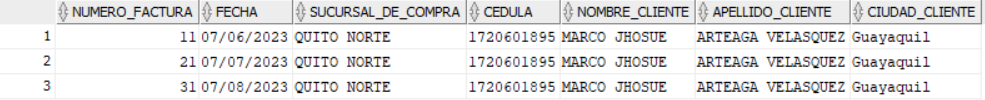 NUMERO_FACTURA FECHA SUCURSAL_DE_COMPRA CEDULA NOMBRE_CLIENTE APELLIDO_CLIENTE CIUDAD_CLIENTE
1 11 07/06/2023 QUITO NORTE 1720601895 MARCO JHOSUE ARTEAGA VELASQUEZ Guayaquil
2 21 07/07/2023 QUITO NORTE 1720601895 MARCO JHOSUE ARTEAGA VELASQUEZ Guayaquil
3 31 07/08/2023 QUITO NORTE 1720601895 MARCO JHOSUE ARTEAGA VELASQUEZ Guayaquil